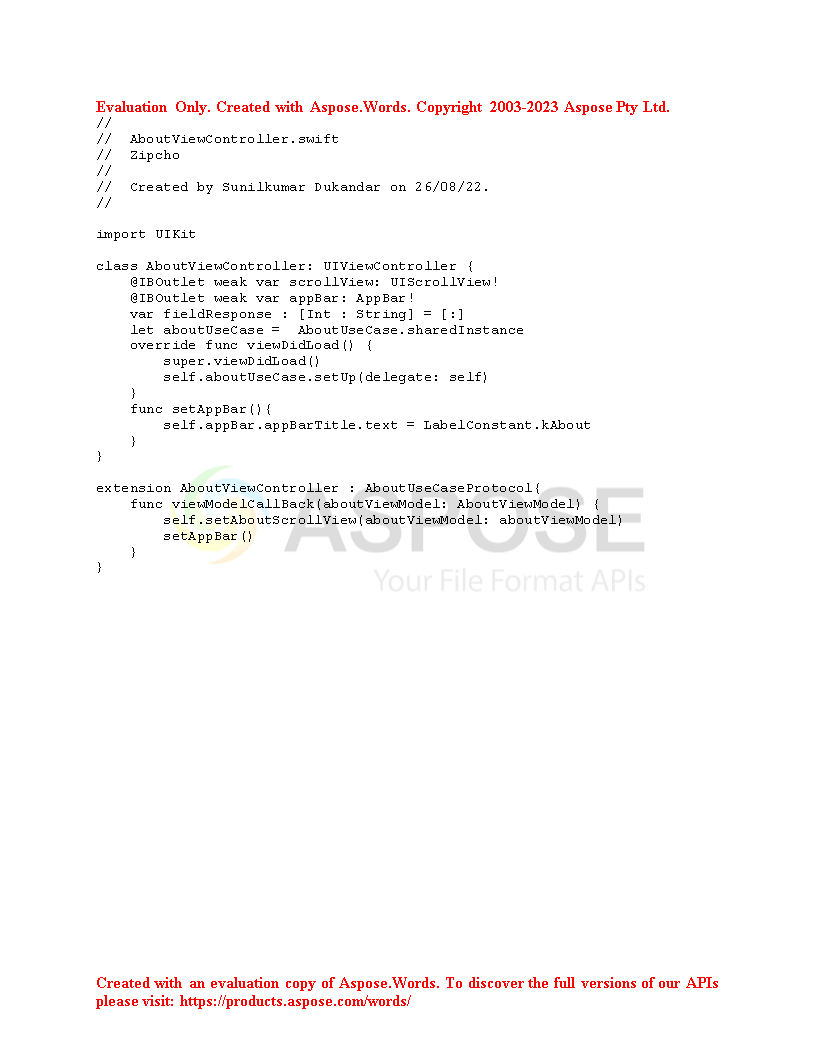 Evaluation Only. Created with Aspose.Words. Copyright 2003-2023 Aspose Pty Ltd.
//
//  AboutViewController.swift
//  Zipcho
//
//  Created by Sunilkumar Dukandar on 26/08/22.
//

import UIKit

class AboutViewController: UIViewController {
    @IBOutlet weak var scrollView: UIScrollView!
    @IBOutlet weak var appBar: AppBar!
    var fieldResponse : [Int : String] = [:]
    let aboutUseCase =  AboutUseCase.sharedInstance
    override func viewDidLoad() {
        super.viewDidLoad()
        self.aboutUseCase.setUp(delegate: self)
    }
    func setAppBar(){
        self.appBar.appBarTitle.text = LabelConstant.kAbout
    }
}

extension AboutViewController : AboutUseCaseProtocol{
    func viewModelCallBack(aboutViewModel: AboutViewModel) {
        self.setAboutScrollView(aboutViewModel: aboutViewModel)
        setAppBar()
    }
}
ASPOSE
Your File Format APIs
Created with an evaluation copy of Aspose.Words. To discover the full versions of our APIs
please visit: https://products.aspose.com/words/